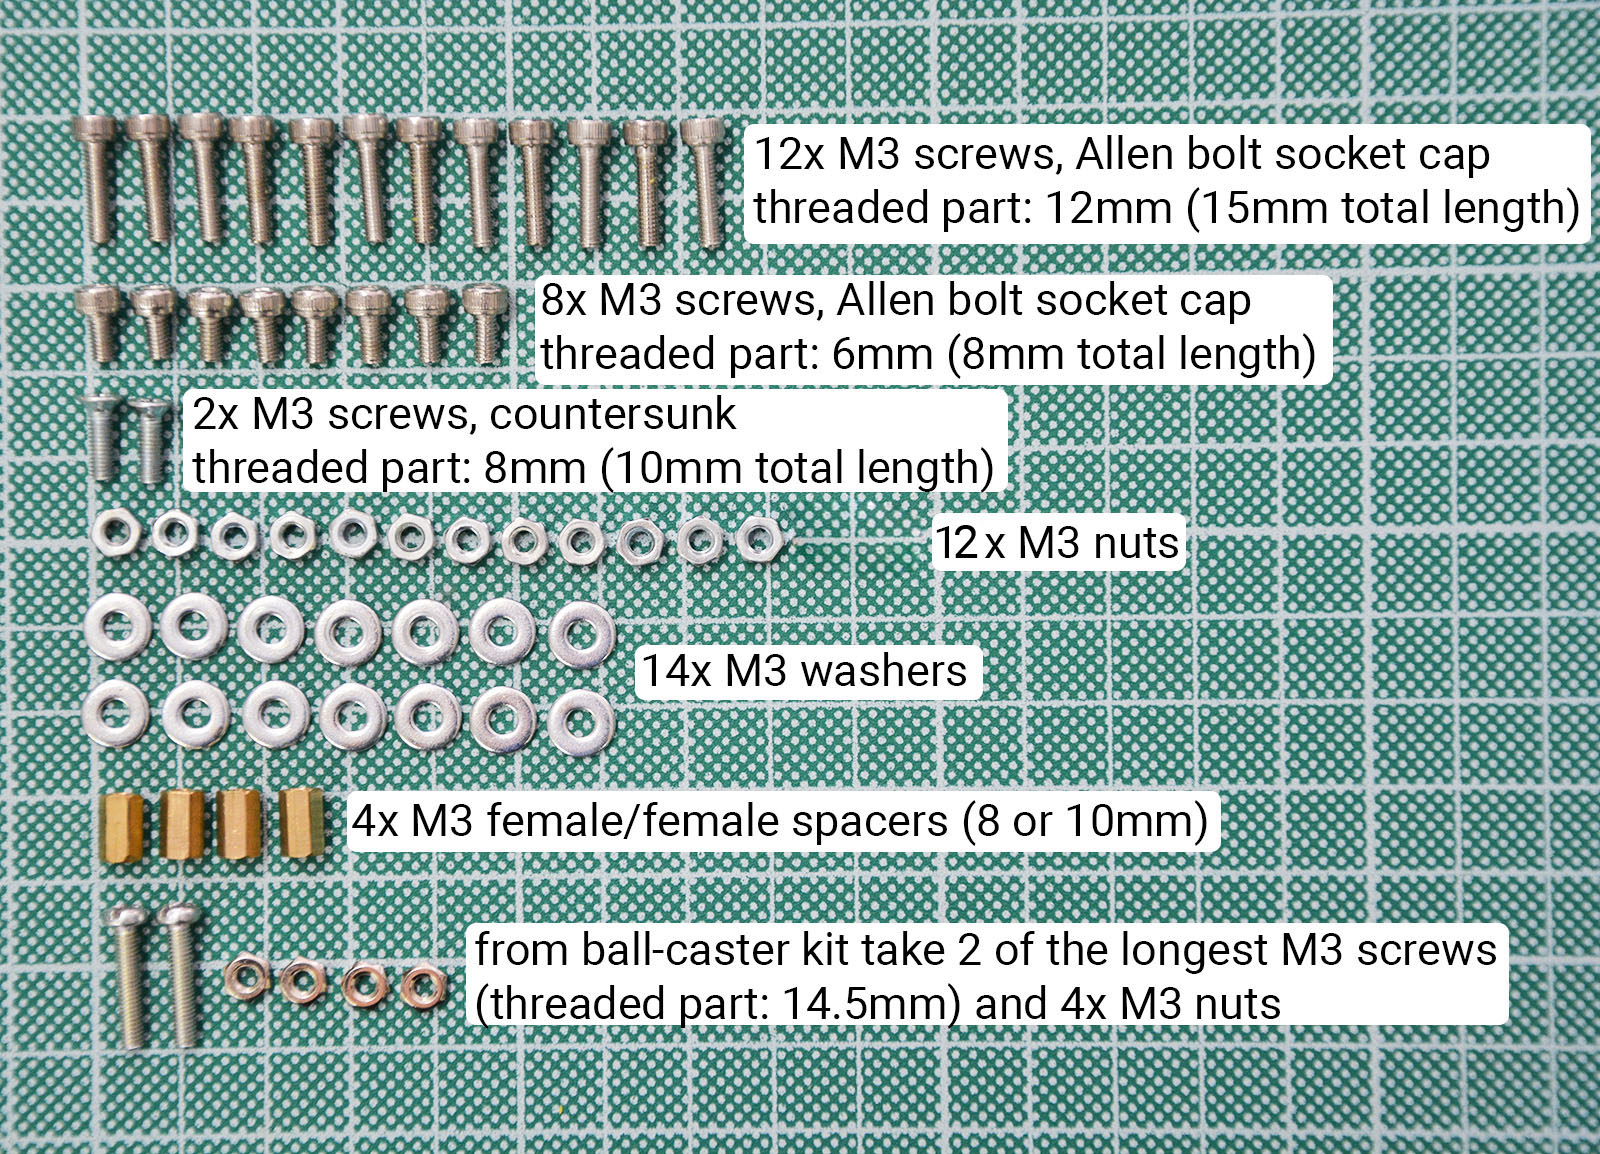 12x M3 screws, Allen bolt socket cap
threaded part: 12mm (15mm total length)
8x M3 screws, Allen bolt socket cap
threaded part: 6mm (8mm total length)
2x M3 screws, countersunk
threaded part: 8mm (10mm total length)
12x M3 nuts
14x M3 washers
4x M3 female/female spacers (8 or 10mm)
from ball-caster kit take 2 of the longest M3 screws
(threaded part: 14.5mm) and 4x M3 nuts